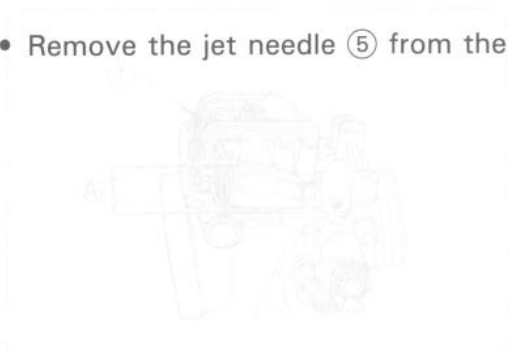 • Remove the jet needle ⑤ from the